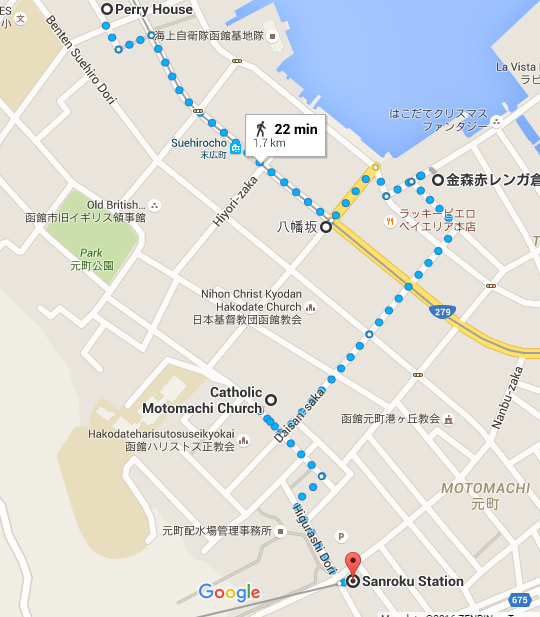 Perry House
ES
小
海上自衛隊函館基地隊
Benten Suehiro Dori
La Vista
ラビ
はこだてクリスマス
ファンタジー
22 min
1.7 km
Suehirocho
末広町
金森赤レンガ倉
Hiyori-zaka
Old British...
函館市旧イギリス領事館
ラッキーピエロ
ベイエリア本店
八幡坂
Park
元町公園
Nihon Christ Kyodan
Hakodate Church
日本基督教団函館教会
279
Catholic
Motomachi Church
Daisan-saka
Nanbu-zaka
函館元町港ヶ丘教会
Hakodateharisutosuseikyokai
函館ハリストス正教会
MOTOMACHI
元町
元町配水場管理事務所
P
Higurashi Dori
Sanroku Station
Google
675